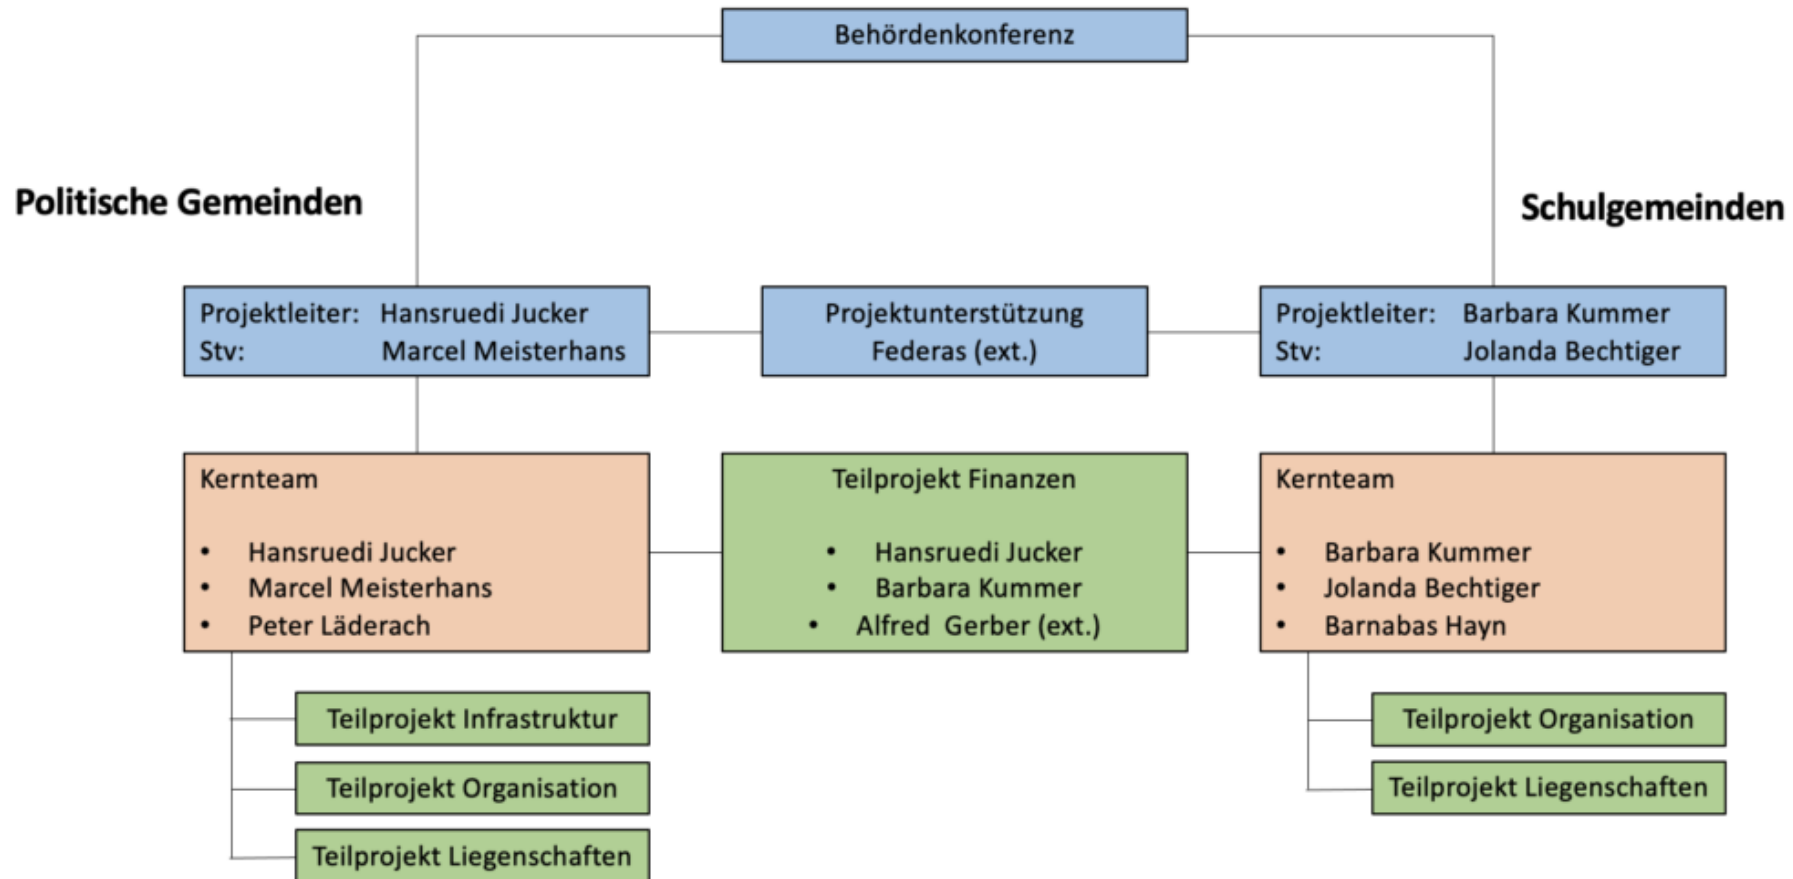 Behördenkonferenz
Politische Gemeinden
Schulgemeinden
Projektleiter: Hansruedi Jucker
Stv: Marcel Meisterhans
Projektunterstützung
Federas (ext.)
Projektleiter: Barbara Kummer
Stv: Jolanda Bechtiger
Kernteam
• Hansruedi Jucker
• Marcel Meisterhans
• Peter Läderach
Teilprojekt Finanzen
• Hansruedi Jucker
• Barbara Kummer
• Alfred Gerber (ext.)
Kernteam
• Barbara Kummer
• Jolanda Bechtiger
• Barnabas Hayn
Teilprojekt Infrastruktur
Teilprojekt Organisation
Teilprojekt Liegenschaften
Teilprojekt Organisation
Teilprojekt Liegenschaften